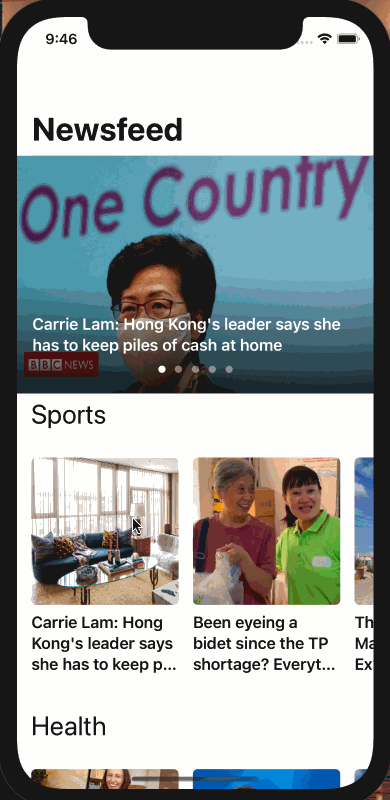 9:46
Newsfeed
One Country
Carrie Lam: Hong Kong's leader says she
has to keep piles of cash at home
BBC NEWS
Sports
Carrie Lam: Hong
Kong's leader says
she has to keep p...
Been eyeing a
bidet since the TP
shortage? Everyt...
Th
Ma
Ex
Health